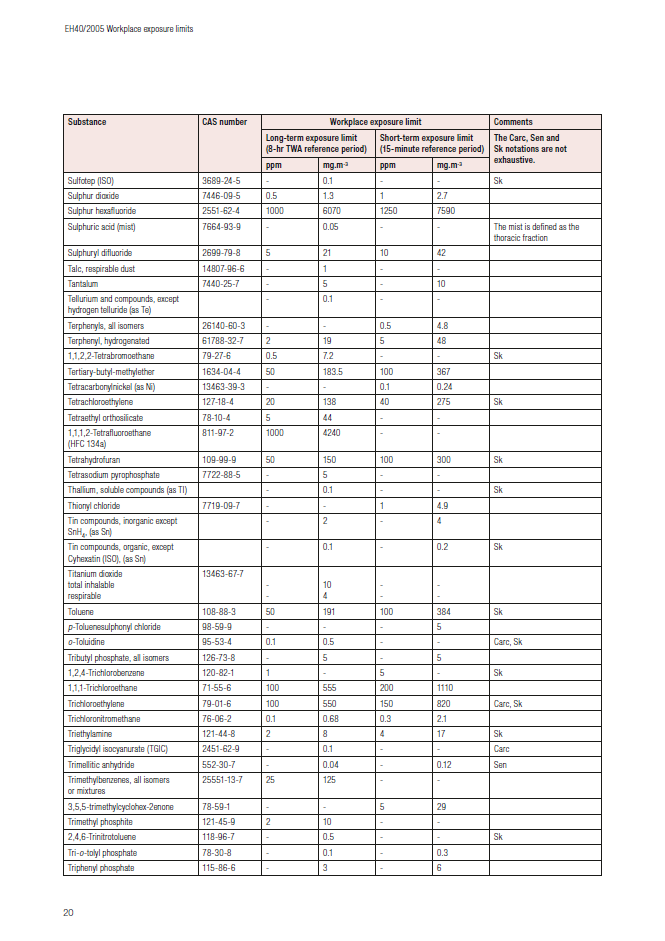 EH40/2005 Workplace exposure limits
Substance CAS number Workplace exposure limit Comments
Long-term exposure limit (8-hr TWA reference period) Short-term exposure limit (15-minute reference period) The Carc, Sen and Sk notations are not exhaustive.
ppm mg.m-3 ppm mg.m-3
Sulfotep (ISO) 3689-24-5 - 0.1 - - Sk
Sulphur dioxide 7446-09-5 0.5 1.3 1 2.7
Sulphur hexafluoride 2551-62-4 1000 6070 1250 7590
Sulphuric acid (mist) 7664-93-9 - 0.05 - - The mist is defined as the
thoracic fraction
Sulphuryl difluoride 2699-79-8 5 21 10 42
Talc, respirable dust 14807-96-6 - 1 - -
Tantalum 7440-25-7 - 5 - 10
Tellurium and compounds, except - 0.1 - -
hydrogen telluride (as Te)
Terphenyls, all isomers 26140-60-3 - - 0.5 4.8
Terphenyl, hydrogenated 61788-32-7 2 19 5 48
1,1,2,2-Tetrabromoethane 79-27-6 0.5 7.2 - - Sk
Tertiary-butyl-methylether 1634-04-4 50 183.5 100 367
Tetracarbonylnickel (as Ni) 13463-39-3 - - 0.1 0.24
Tetrachloroethylene 127-18-4 20 138 40 275 Sk
Tetraethyl orthosilicate 78-10-4 5 44 - -
1,1,1,2-Tetrafluoroethane 811-97-2 1000 4240 - -
(HFC 134a)
Tetrahydrofuran 109-99-9 50 150 100 300 Sk
Tetrasodium pyrophosphate 7722-88-5 - 5 - -
Thallium, soluble compounds (as Tl) - 0.1 - - Sk
Thionyl chloride 7719-09-7 - - 1 4.9
Tin compounds, inorganic except - 2 - 4
SnH4, (as Sn)
Tin compounds, organic, except - 0.1 - 0.2 Sk
Cyhexatin (ISO), (as Sn)
Titanium dioxide 13463-67-7
total inhalable - 10 - -
respirable - 4 - -
Toluene 108-88-3 50 191 100 384 Sk
p-Toluenesulphonyl chloride 98-59-9 - - - 5
o-Toluidine 95-53-4 0.1 0.5 - - Carc, Sk
Tributyl phosphate, all isomers 126-73-8 - 5 - 5
1,2,4-Trichlorobenzene 120-82-1 1 - 5 - Sk
1,1,1-Trichloroethane 71-55-6 100 555 200 1110
Trichloroethylene 79-01-6 100 550 150 820 Carc, Sk
Trichloronitromethane 76-06-2 0.1 0.68 0.3 2.1
Triethylamine 121-44-8 2 8 4 17 Sk
Triglycidyl isocyanurate (TGIC) 2451-62-9 - 0.1 - - Carc
Trimellitic anhydride 552-30-7 - 0.04 - 0.12 Sen
Trimethylbenzenes, all isomers 25551-13-7 25 125 - -
or mixtures
3,5,5-trimethylcyclohex-2enone 78-59-1 - - 5 29
Trimethyl phosphite 121-45-9 2 10 - -
2,4,6-Trinitrotoluene 118-96-7 - 0.5 - - Sk
Tri-o-tolyl phosphate 78-30-8 - 0.1 - 0.3
Triphenyl phosphate 115-86-6 - 3 - 6
20